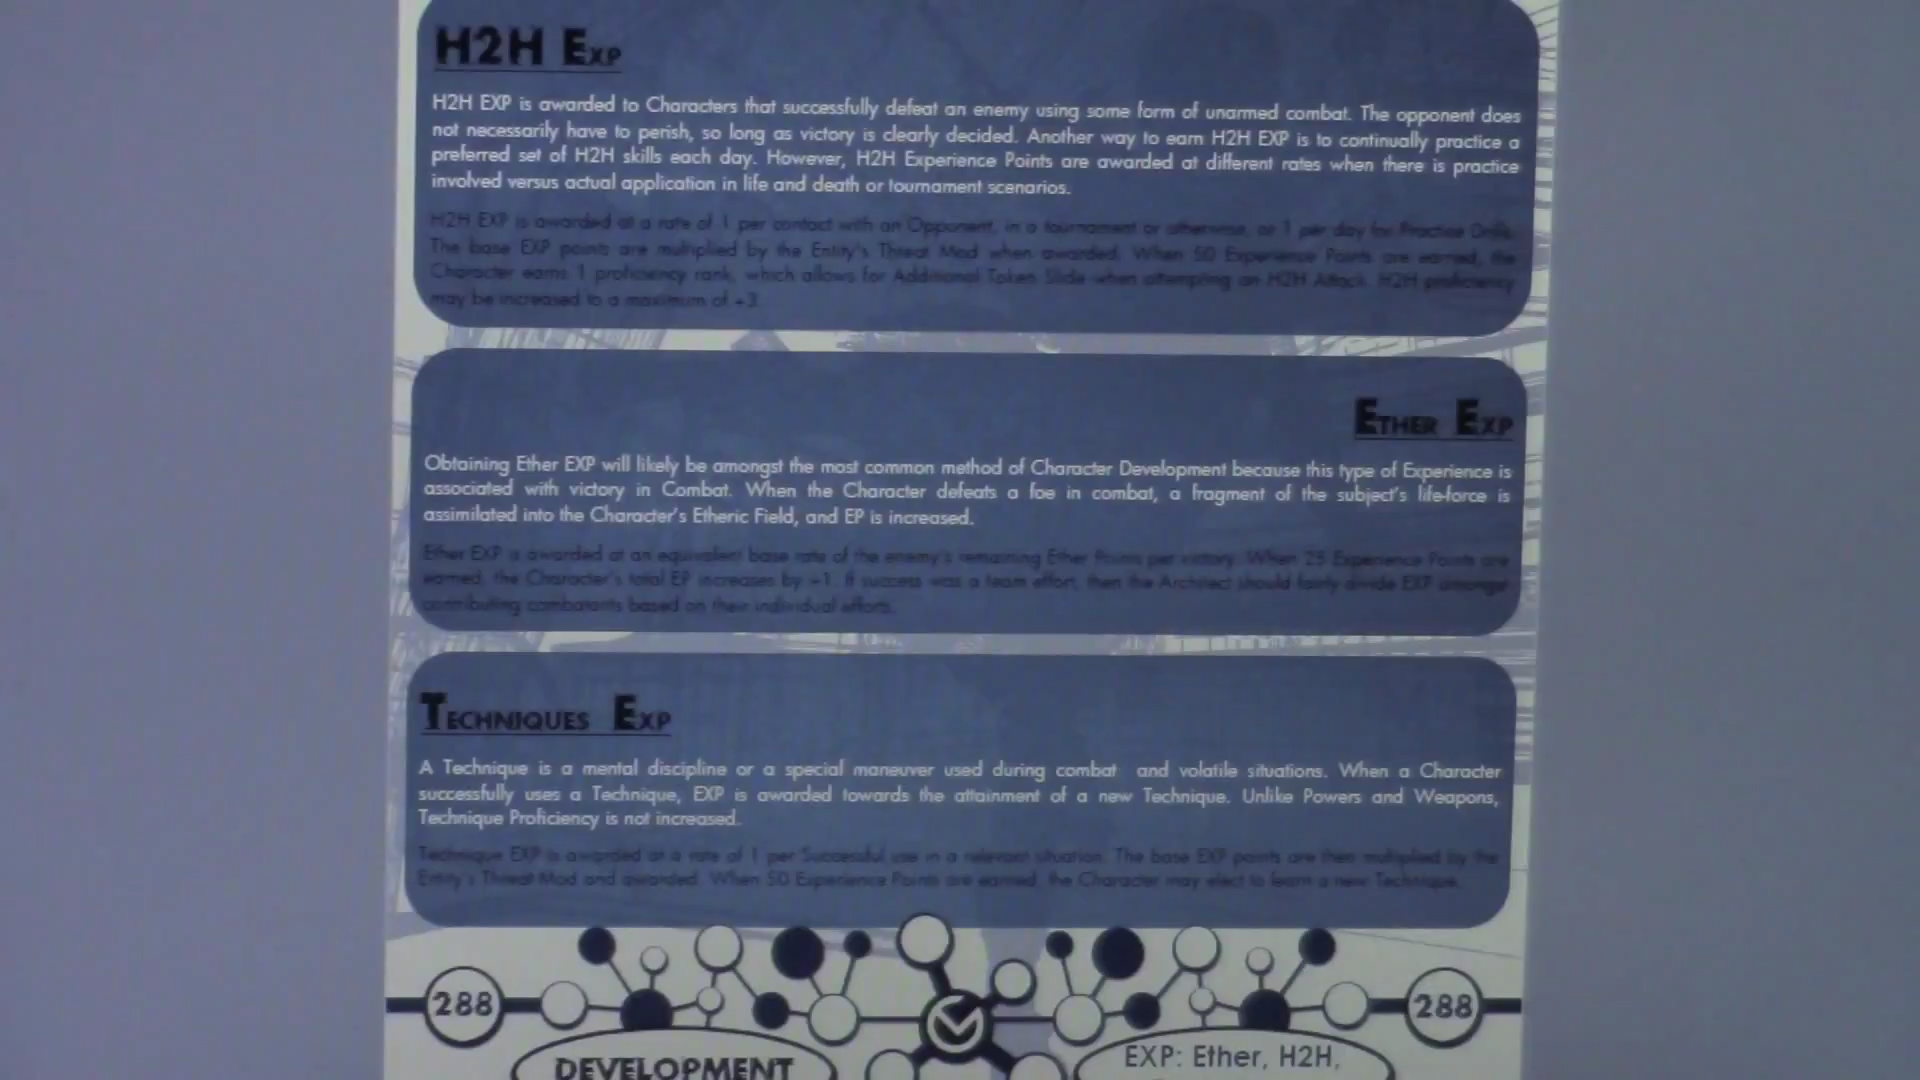 H2H EXP
H2H EXP is awarded to Characters that successfully defeat an enemy using some form of unarmed combat. The opponent does
not necessarily have to perish, so long as victory is clearly decided. Another way to earn H2H EXP is to continually practice a
preferred set of H2H skills each day. However, H2H Experience Points are awarded at different rates when there is practice
involved versus actual application in life and death or tournament scenarios.
H2H EXP is awarded at a rate of 1 per contact with an Opponent, in a tournament or otherwise, or 1 per day for Practice Drills.
The base EXP points are multiplied by the Entity's Threat Mod when awarded. When 50 Experience Points are earned, the
Character earns 1 proficiency rank, which allows for Additional Token Slide when attempting an H2H Attack. H2H proficiency
may be increased to a maximum of +3.
ETHER EXP
Obtaining Ether EXP will likely be amongst the most common method of Character Development because this type of Experience is
associated with victory in Combat. When the Character defeats a foe in combat, a fragment of the subject's life-force is
assimilated into the Character's Etheric Field, and EP is increased.
Ether EXP is awarded at an equivalent base rate of the enemy's remaining Ether Points per victory. When 25 Experience Points are
earned, the Character's total EP increases by +1. If success was a team effort, then the Architect should fairly divide EXP amongst
contributing combatants based on their individual efforts.
TECHNIQUES EXP
A Technique is a mental discipline or a special maneuver used during combat and volatile situations. When a Character
successfully uses a Technique, EXP is awarded towards the attainment of a new Technique. Unlike Powers and Weapons,
Technique Proficiency is not increased.
Technique EXP is awarded at a rate of 1 per Successful use in a relevant situation. The base EXP points are then multiplied by the
Entity's Threat Mod and awarded. When 50 Experience Points are earned, the Character may elect to learn a new Technique.
288
288
DEVELOPMENT
EXP: Ether, H2H,